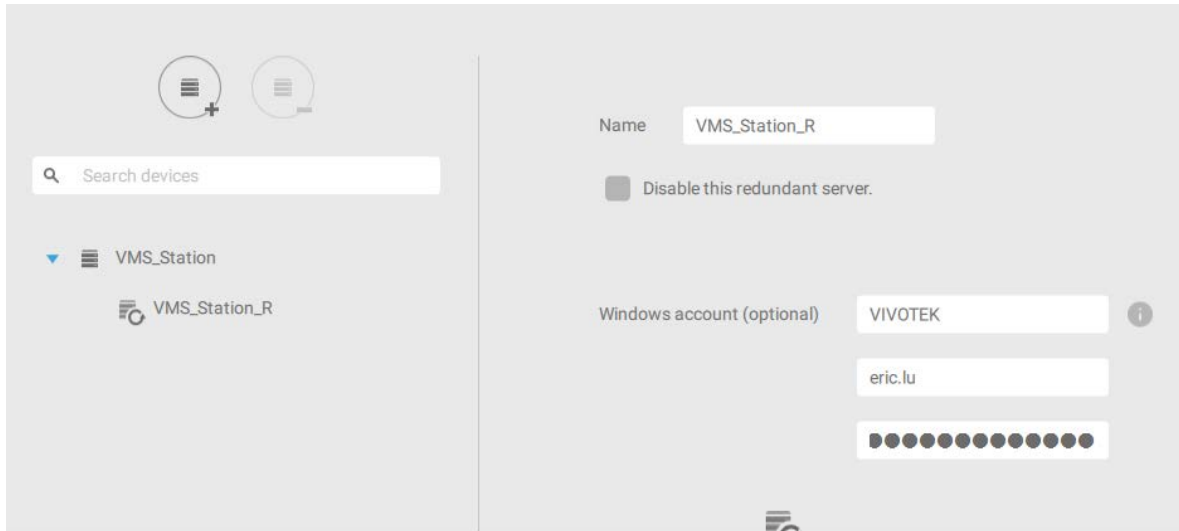 Search devices
VMS_Station
VMS_Station_R
Name VMS_Station_R
Disable this redundant server.
Windows account (optional) VIVOTEK
eric.lu